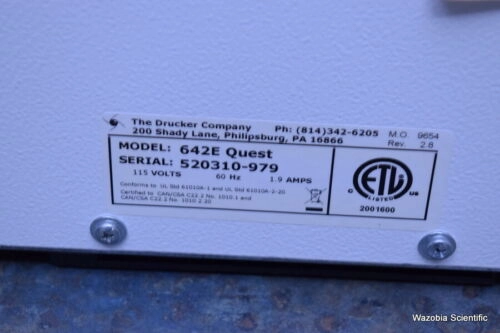 The Drucker Company Ph: (814)342-6205 M.O. 9654
200 Shady Lane, Philipsburg, PA 16866 Rev. 2.8
MODEL: 642E Quest
SERIAL: 520310-979
115 VOLTS 60 Hz 1.9 AMPS
Conforms to UL Std 61010A-1 and UL Std 61010A-2-20
Certified to CAN/CSA C22.2 No. 1010.1 and
CAN/CSA C22.2 No. 1010 2.20
ETL
C US
LISTED
2001600
Wazobia Scientific